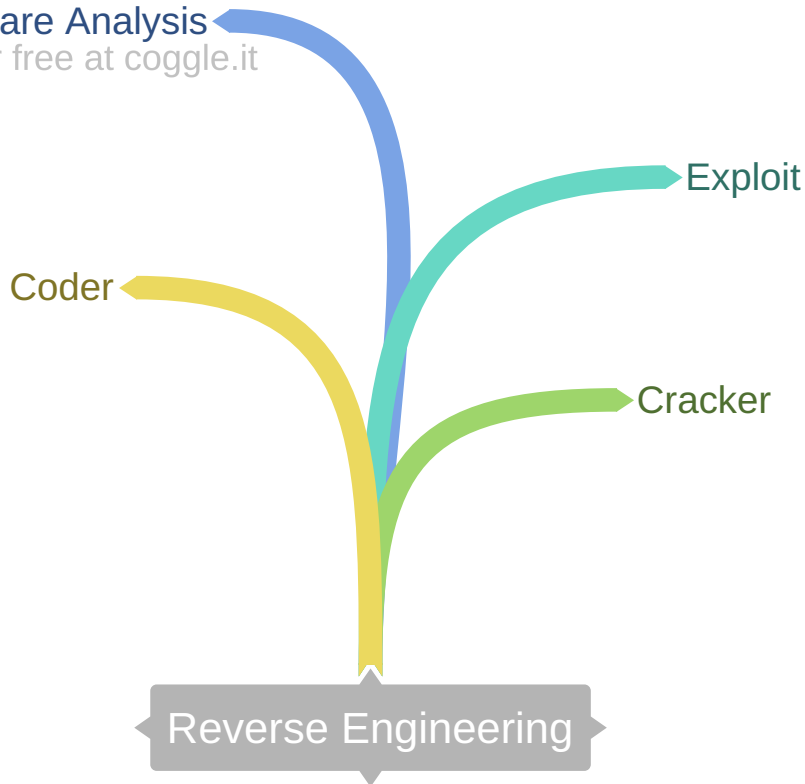 are Analysis
free at coggle.it
Exploit
Coder
Cracker
Reverse Engineering